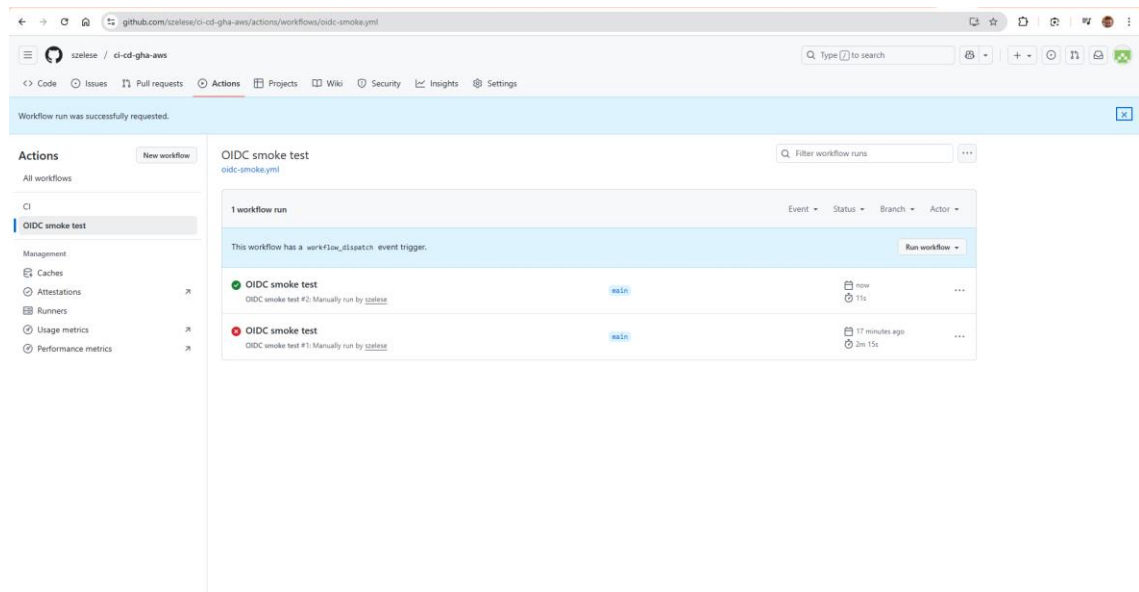 github.com/szelese/ci-cd-gha-aws/actions/workflows/oidc-smoke.yml
szelese / ci-cd-gha-aws
Type / to search
Code Issues Pull requests Actions Projects Wiki Security Insights Settings
Workflow run was successfully requested.
Actions
New workflow
All workflows
CI
OIDC smoke test
Management
Caches
Attestations
Runners
Usage metrics
Performance metrics
OIDC smoke test
oidc-smoke.yml
Filter workflow runs
1 workflow run
Event Status Branch Actor
This workflow has a workflow_dispatch event trigger.
Run workflow
OIDC smoke test
OIDC smoke test #2: Manually run by szelese
main
now
11s
OIDC smoke test
OIDC smoke test #1: Manually run by szelese
main
17 minutes ago
2m 15s